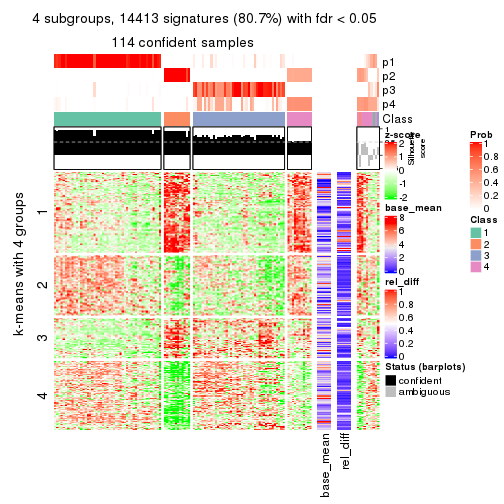 4 subgroups, 14413 signatures (80.7%) with fdr < 0.05
114 confident samples
p1
p2
p3
p4
Class
1
Silhouette
score
z-score
2
1
0
-1
-2
Prob
1
0.8
0.6
0.4
0.2
0
base_mean
8
6
4
2
0
Class
1
2
3
4
rel_diff
1
0.8
0.6
0.4
0.2
0
Status (barplots)
confident
ambiguous
k-means with 4 groups
1
2
3
4
base_mean
rel_diff